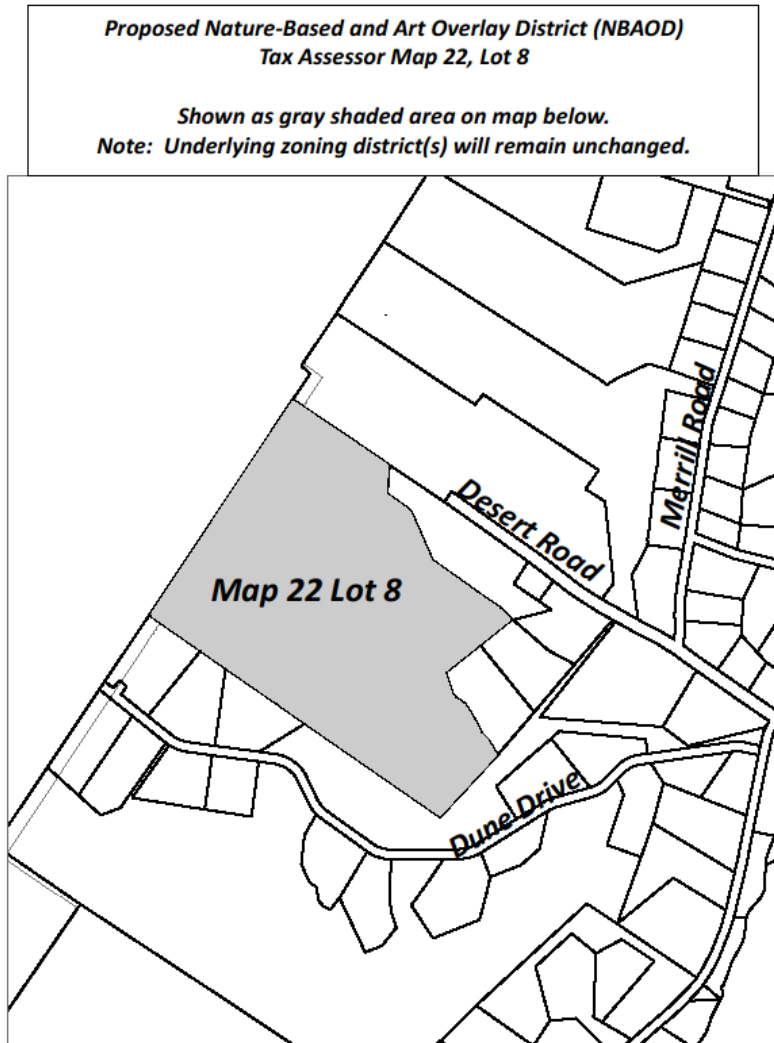 Proposed Nature-Based and Art Overlay District (NBAOD)
Tax Assessor Map 22, Lot 8
Shown as gray shaded area on map below.
Note: Underlying zoning district(s) will remain unchanged.
Merrill Road
Desert Road
Map 22 Lot 8
Dune Drive